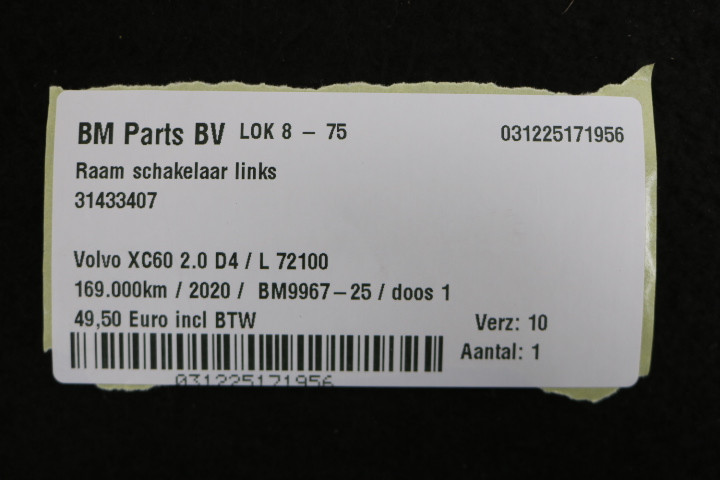 BM Parts BV LOK 8 - 75 031225171956
Raam schakelaar links
31433407
Volvo XC60 2.0 D4 / L 72100
169.000km / 2020 / BM9967-25 / doos 1
49,50 Euro incl BTW Verz: 10
Aantal: 1
031225171956